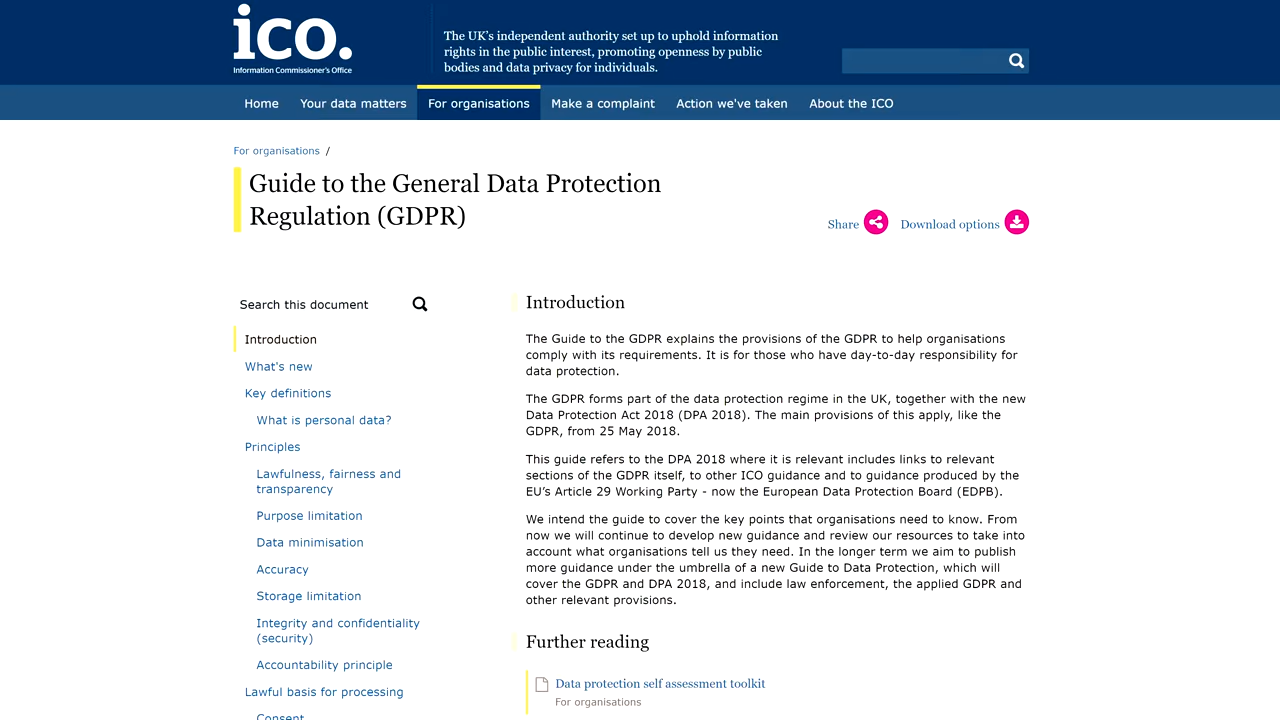 ico.
Information Commissioner's Office
The UK's independent authority set up to uphold information
rights in the public interest, promoting openness by public
bodies and data privacy for individuals.
Home
Your data matters
For organisations
Make a complaint
Action we've taken
About the ICO
For organisations /
Guide to the General Data Protection
Regulation (GDPR)
Share
Download options
Search this document
Introduction
What's new
Key definitions
What is personal data?
Principles
Lawfulness, fairness and
transparency
Purpose limitation
Data minimisation
Accuracy
Storage limitation
Integrity and confidentiality
(security)
Accountability principle
Lawful basis for processing
Consent
Introduction
The Guide to the GDPR explains the provisions of the GDPR to help organisations
comply with its requirements. It is for those who have day-to-day responsibility for
data protection.
The GDPR forms part of the data protection regime in the UK, together with the new
Data Protection Act 2018 (DPA 2018). The main provisions of this apply, like the
GDPR, from 25 May 2018.
This guide refers to the DPA 2018 where it is relevant includes links to relevant
sections of the GDPR itself, to other ICO guidance and to guidance produced by the
EU's Article 29 Working Party - now the European Data Protection Board (EDPB).
We intend the guide to cover the key points that organisations need to know. From
now we will continue to develop new guidance and review our resources to take into
account what organisations tell us they need. In the longer term we aim to publish
more guidance under the umbrella of a new Guide to Data Protection, which will
cover the GDPR and DPA 2018, and include law enforcement, the applied GDPR and
other relevant provisions.
Further reading
Data protection self assessment toolkit
For organisations